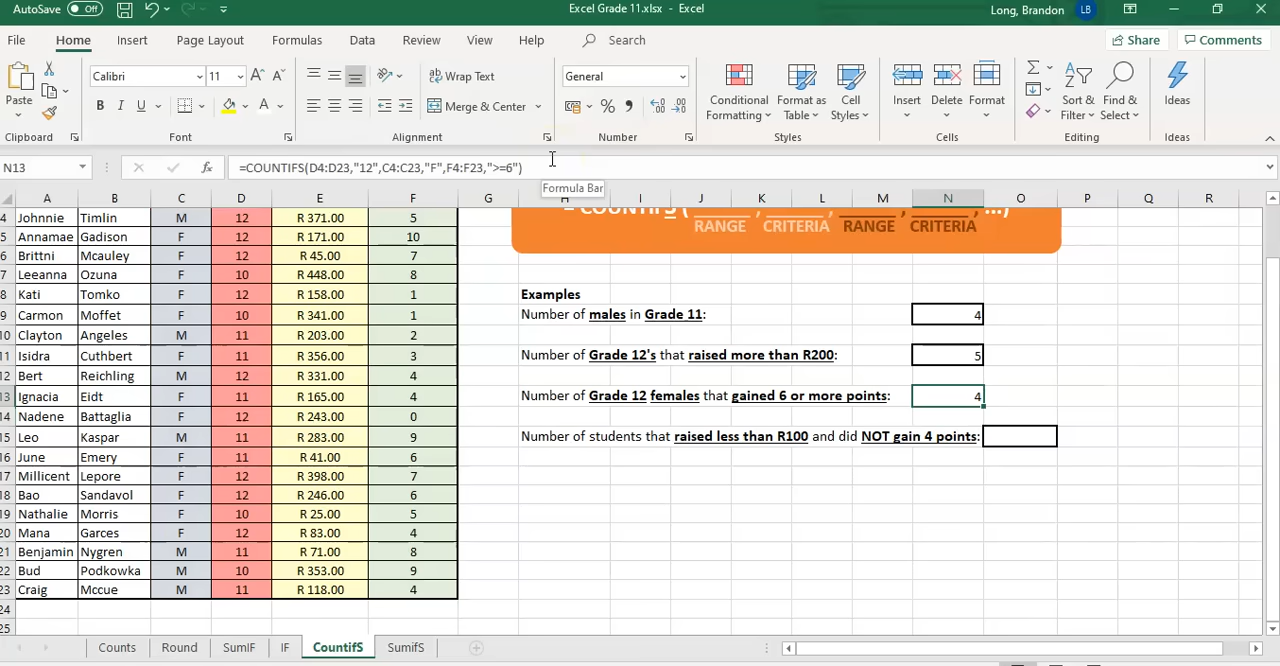 AutoSave Off Excel Grade 11.xlsx - Excel Long, Brandon LB
File Home Insert Page Layout Formulas Data Review View Help Search Share Comments
Calibri 11 A A Wrap Text General
Paste B I U A Merge & Center % , Conditional Formatting Format as Table Cell Styles Insert Delete Format Sort & Filter Find & Select Ideas
Clipboard Font Alignment Number Styles Cells Editing Ideas
N13 fx =COUNTIFS(D4:D23,"12",C4:C23,"F",F4:F23,">=6")
Formula Bar
A B C D E F G H I J K L M N O P Q R
4 Johnnie Timlin M 12 R 371.00 5 = COUNTIFS ( , , , , ...)
RANGE CRITERIA RANGE CRITERIA
5 Annamae Gadison F 12 R 171.00 10
6 Brittni Mcauley F 12 R 45.00 7
7 Leeanna Ozuna F 10 R 448.00 8
8 Kati Tomko F 12 R 158.00 1 Examples
9 Carmon Moffet F 10 R 341.00 1 Number of males in Grade 11: 4
10 Clayton Angeles M 11 R 203.00 2
11 Isidra Cuthbert F 11 R 356.00 3 Number of Grade 12's that raised more than R200: 5
12 Bert Reichling M 12 R 331.00 4
13 Ignacia Eidt F 11 R 165.00 4 Number of Grade 12 females that gained 6 or more points: 4
14 Nadene Battaglia F 12 R 243.00 0
15 Leo Kaspar M 11 R 283.00 9 Number of students that raised less than R100 and did NOT gain 4 points:
16 June Emery F 11 R 41.00 6
17 Millicent Lepore F 12 R 398.00 7
18 Bao Sandavol F 12 R 246.00 6
19 Nathalie Morris F 10 R 25.00 5
20 Mana Garces F 12 R 83.00 4
21 Benjamin Nygren M 11 R 71.00 8
22 Bud Podkowka M 10 R 353.00 9
23 Craig Mccue M 11 R 118.00 4
24
25
Counts Round SumIF IF CountifS SumifS